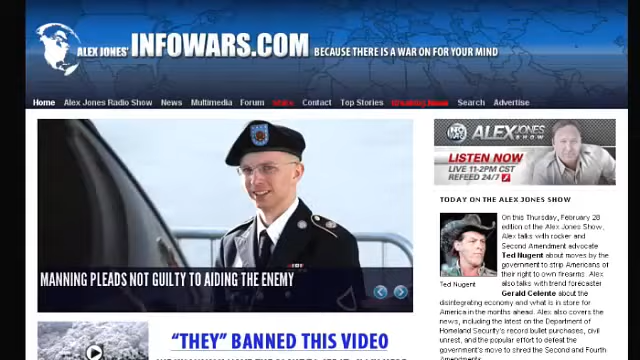 ALEX JONES' INFOWARS.COM BECAUSE THERE IS A WAR ON FOR YOUR MIND
Home Alex Jones Radio Show News Multimedia Forum Store Contact Top Stories Breaking News Search Advertise
MANNING PLEADS NOT GUILTY TO AIDING THE ENEMY
"THEY" BANNED THIS VIDEO
ALEX JONES
SHOW
LISTEN NOW
LIVE 11-2PM CST
REFEED 24/7
TODAY ON THE ALEX JONES SHOW
On this Thursday, February 28
edition of the Alex Jones Show,
Alex talks with rocker and
Second Amendment advocate
Ted Nugent about moves by the
government to strip Americans of
their right to own firearms. Alex
also talks with trend forecaster
Gerald Celente about the
Ted Nugent
disintegrating economy and what is in store for
America in the months ahead. Alex also covers the
news, including the latest on the Department of
Homeland Security's record bullet purchases, civil
unrest, and the popular effort to defeat the
government's move to shred the Second and Fourth
Amendments.